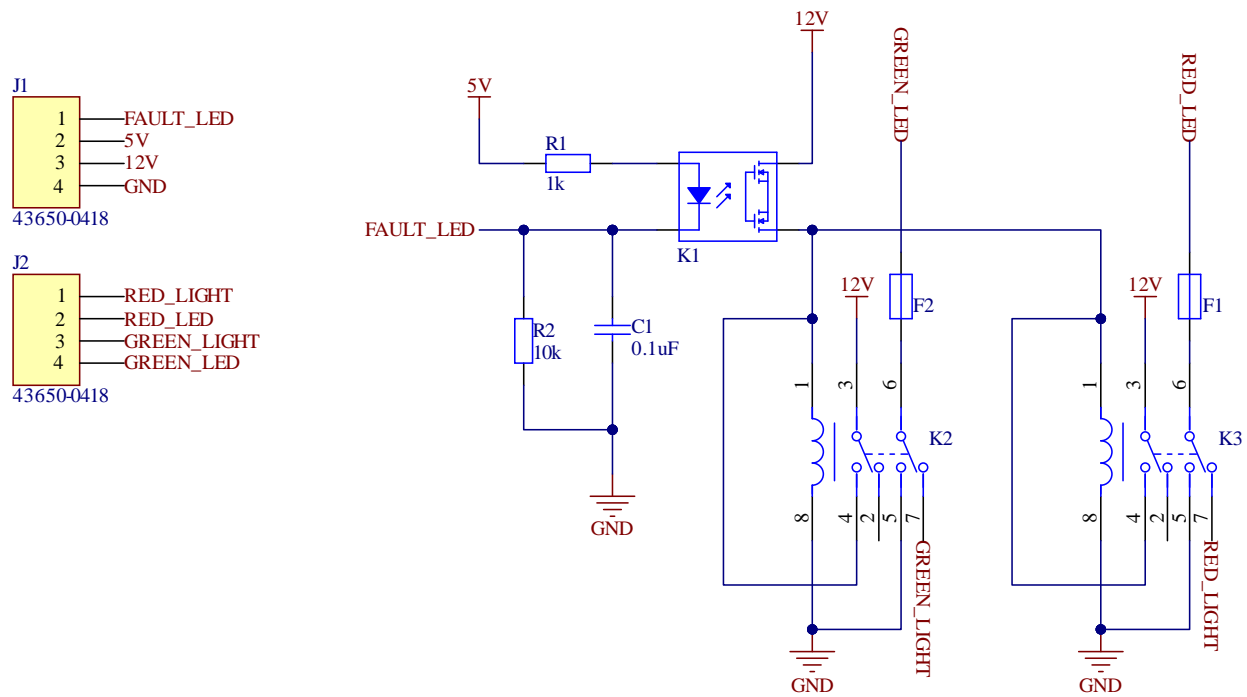 J1
1 FAULT_LED
2 5V
3 12V
4 GND
43650-0418
J2
1 RED_LIGHT
2 RED_LED
3 GREEN_LIGHT
4 GREEN_LED
43650-0418
5V
R1
1k
FAULT_LED
K1
12V
R2
10k
C1
0.1uF
GND
GREEN_LED
12V
F2
1
3
6
K2
8
4
2
5
7
GREEN_LIGHT
GND
RED_LED
12V
F1
1
3
6
K3
8
4
2
5
7
RED_LIGHT
GND